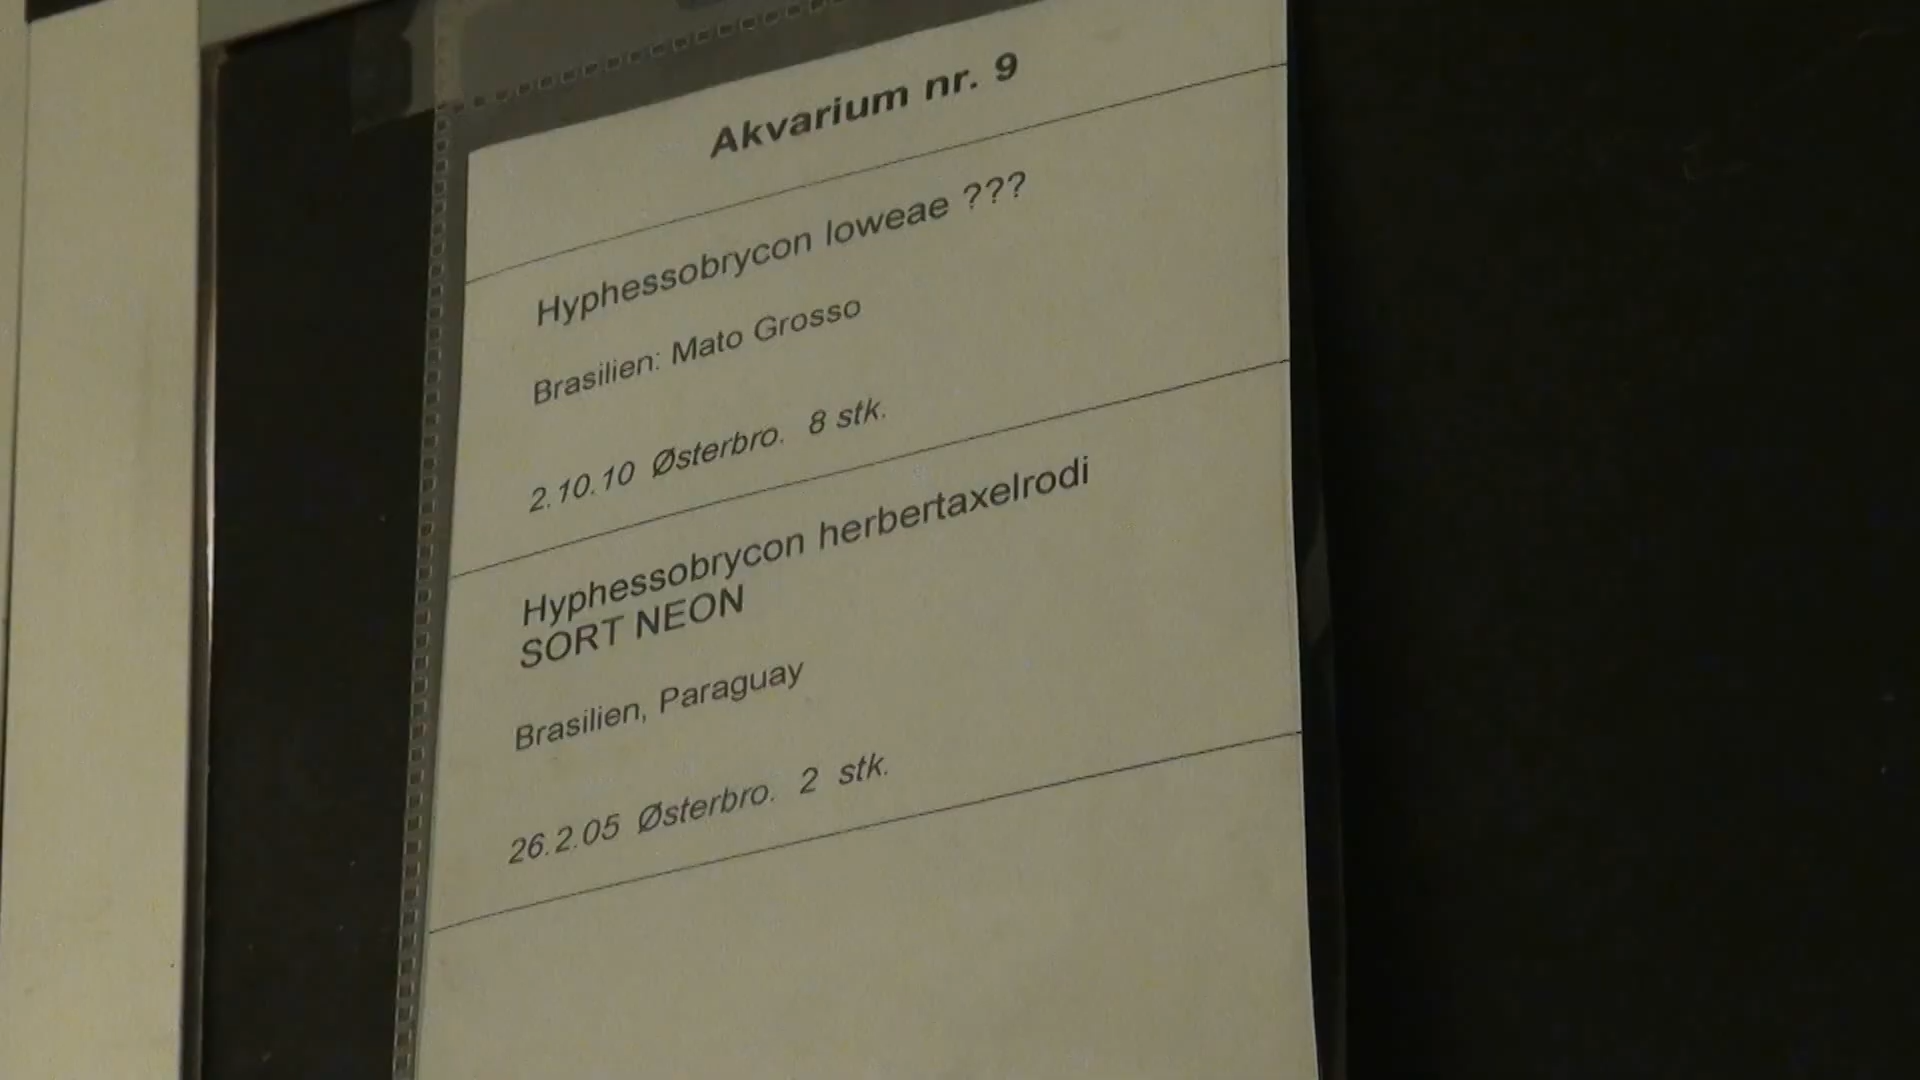 Akvarium nr. 9
Hyphessobrycon loweae ???
Brasilien: Mato Grosso
2.10.10 Østerbro. 8 stk.
Hyphessobrycon herbertaxelrodi
SORT NEON
Brasilien, Paraguay
26.2.05 Østerbro. 2 stk.